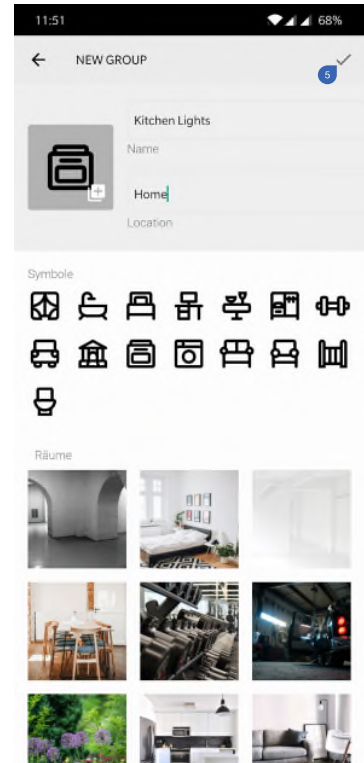 11:51 68%
NEW GROUP
5
Kitchen Lights
Name
Home
Location
Symbole
Räume